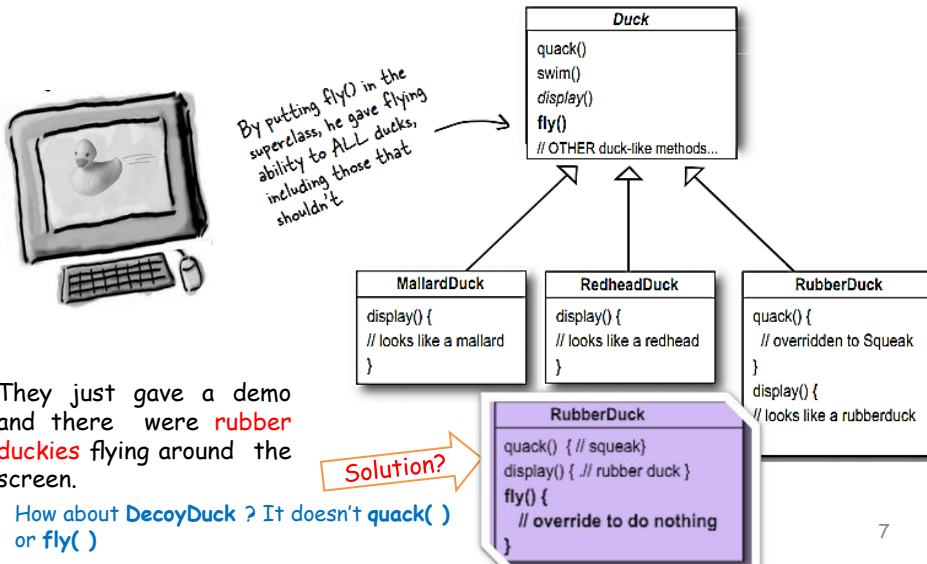 Duck
quack()
swim()
display()
fly()
// OTHER duck-like methods...
By putting fly() in the
superclass, he gave flying
ability to ALL ducks,
including those that
shouldn't
MallardDuck
display() {
// looks like a mallard
}
RedheadDuck
display() {
// looks like a redhead
}
RubberDuck
quack() {
// overridden to Squeak
}
display() {
// looks like a rubberduck
They just gave a demo
and there were rubber
duckies flying around the
screen.
Solution?
RubberDuck
quack() { // squeak}
display() { .// rubber duck }
fly() {
// override to do nothing
}
How about DecoyDuck ? It doesn't quack( )
or fly( )
7